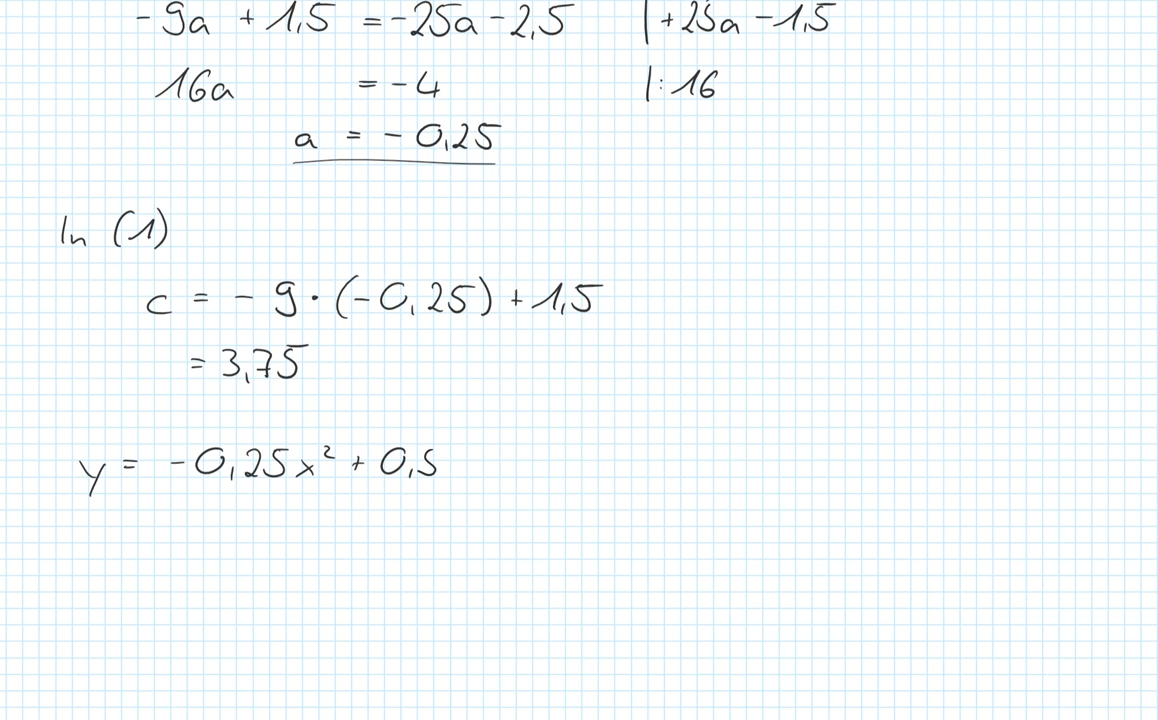 -9a + 1,5 = -25a - 2,5 | +25a - 1,5
16a = -4 | : 16
a = - 0,25
In (1)
c = - 9 · (-0,25) + 1,5
= 3,75
y = -0,25x² + 0,5